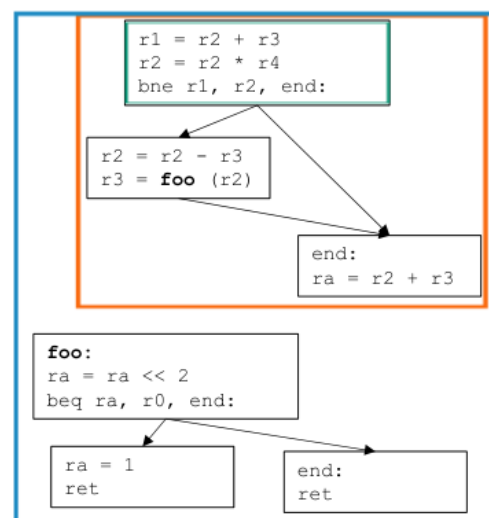 r1 = r2 + r3
r2 = r2 * r4
bne r1, r2, end:
r2 = r2 - r3
r3 = foo (r2)
end:
ra = r2 + r3
foo:
ra = ra << 2
beq ra, r0, end:
ra = 1
ret
end:
ret